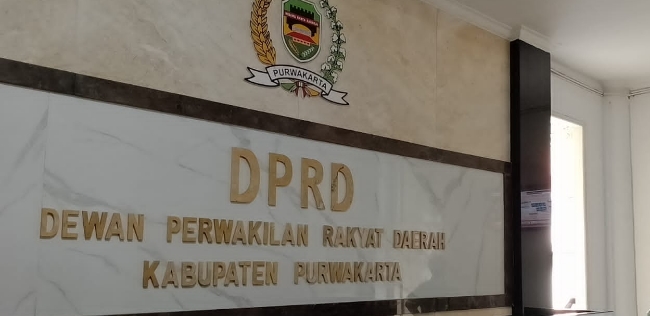 PURWAKARTA
DPRD
DEWAN PERWAKILAN RAKYAT DAERAH
KABUPATEN PURWAKARTA